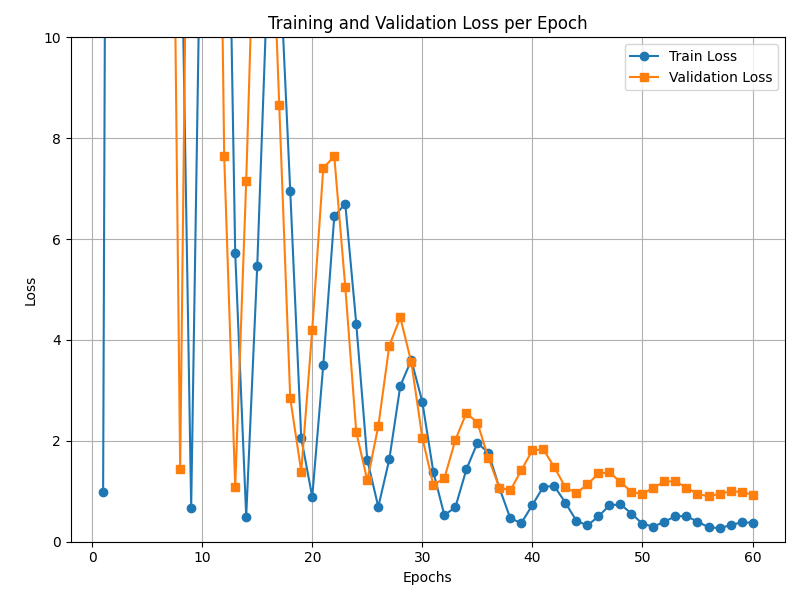 Training and Validation Loss per Epoch
Train Loss
Validation Loss
10
8
6
4
2
0
Loss
0 10 20 30 40 50 60
Epochs